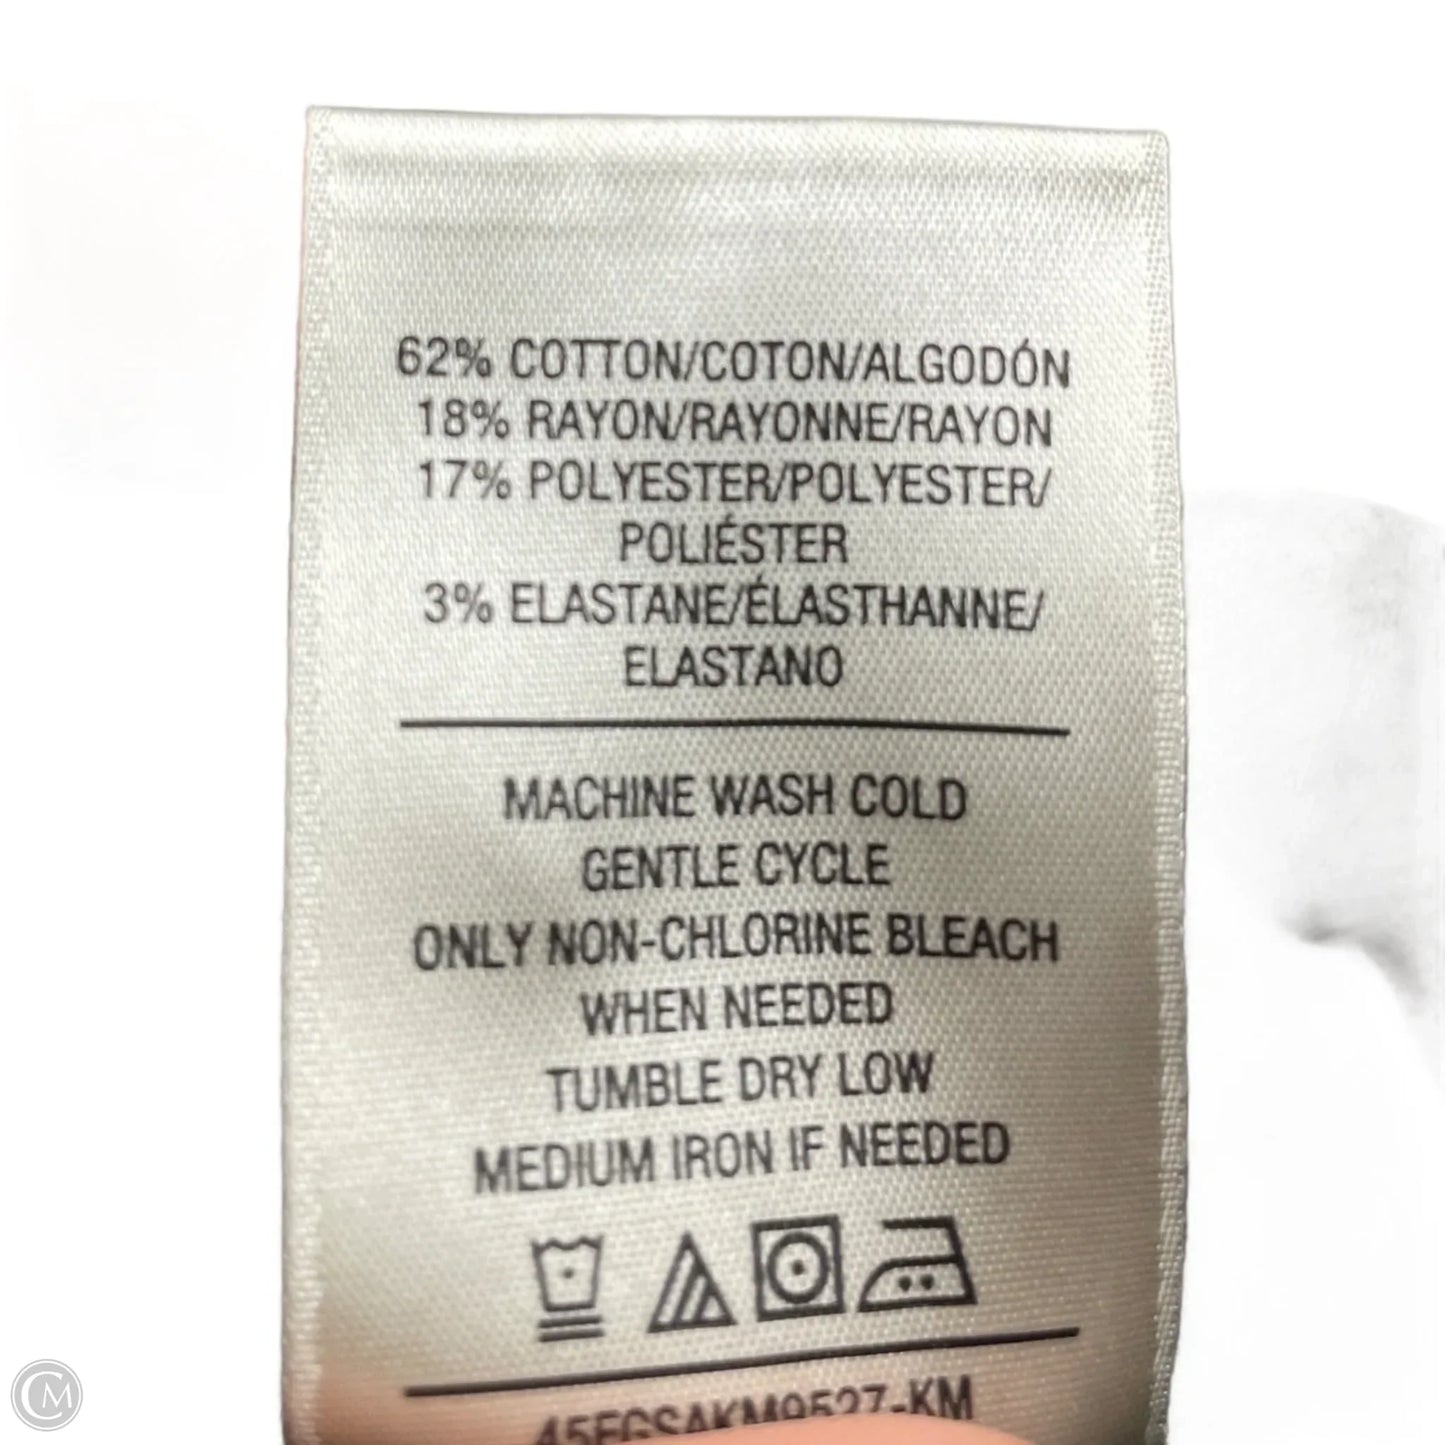 62% COTTON/COTON/ALGODÓN
18% RAYON/RAYONNE/RAYON
17% POLYESTER/POLYESTER/
POLIÉSTER
3% ELASTANE/ÉLASTHANNE/
ELASTANO
MACHINE WASH COLD
GENTLE CYCLE
ONLY NON-CHLORINE BLEACH
WHEN NEEDED
TUMBLE DRY LOW
MEDIUM IRON IF NEEDED
CM